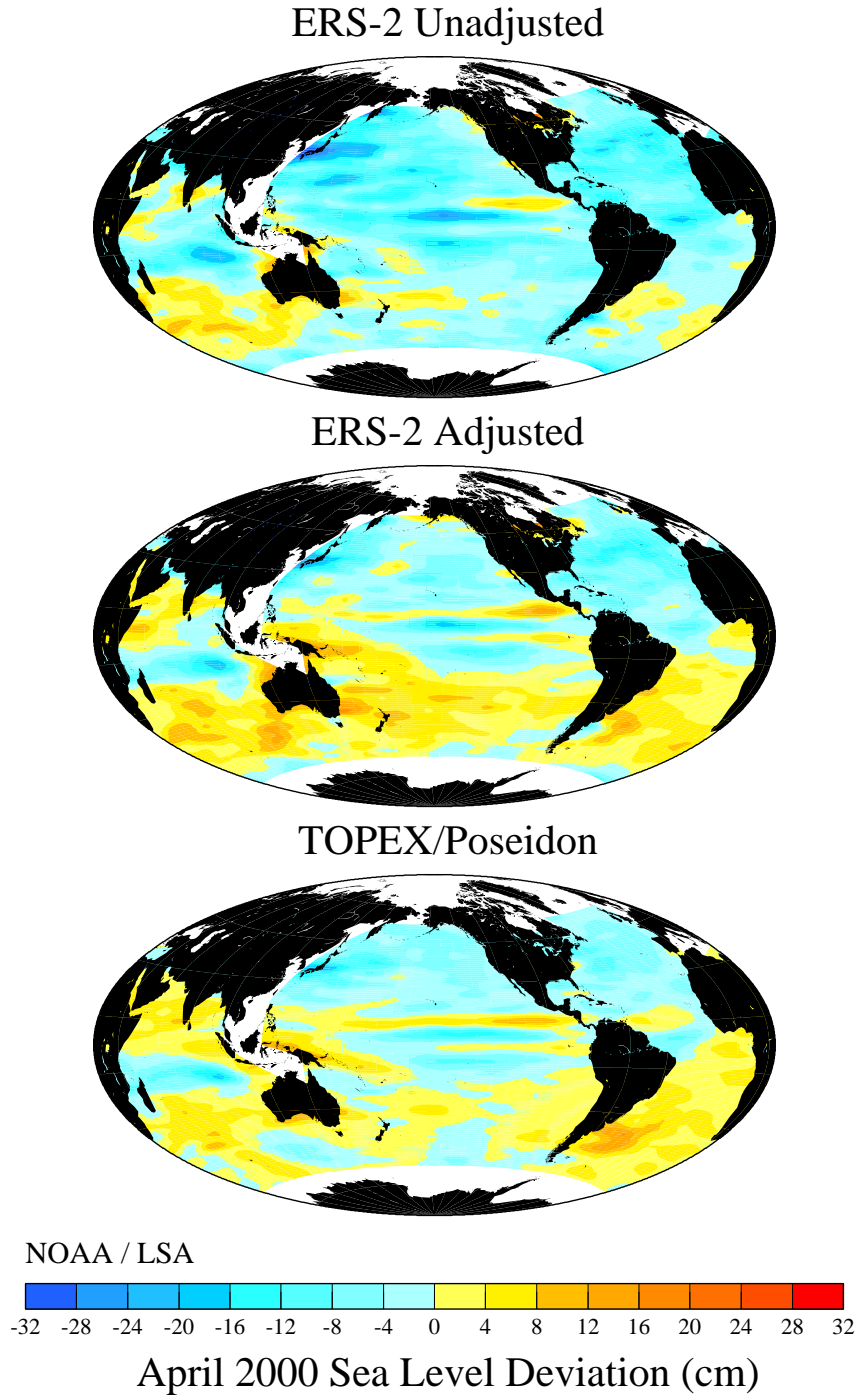 ERS-2 Unadjusted
ERS-2 Adjusted
TOPEX/Poseidon
NOAA / LSA
-32 -28 -24 -20 -16 -12 -8 -4 0 4 8 12 16 20 24 28 32
April 2000 Sea Level Deviation (cm)